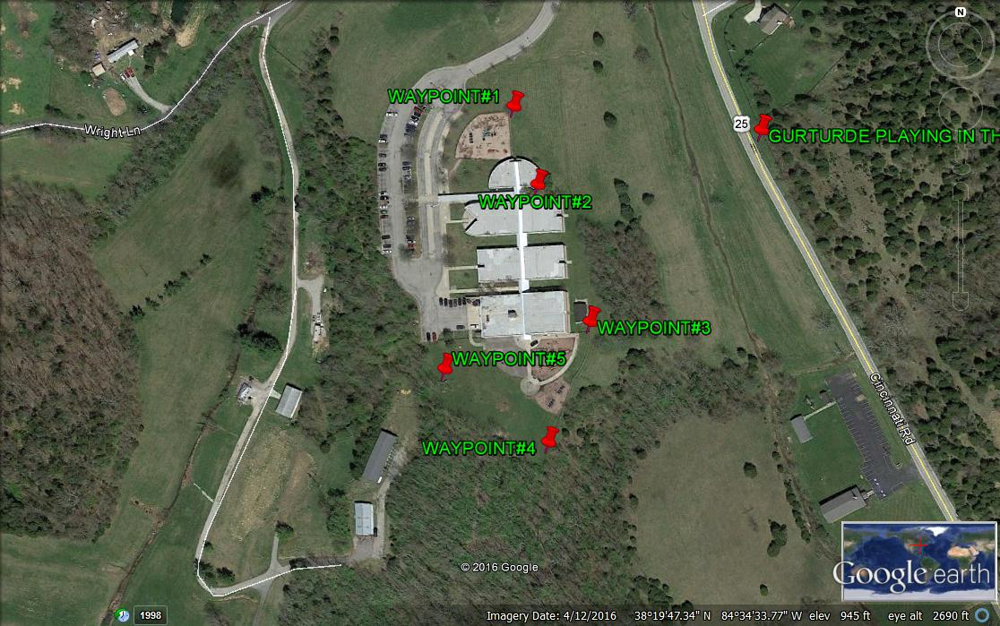 WAYPOINT#1
25
GURTURDE PLAYING IN TH
Wright Ln
N
WAYPOINT#2
WAYPOINT#3
WAYPOINT#5
Cincinnati Rd
WAYPOINT#4
© 2016 Google
Google earth
1998
Imagery Date: 4/12/2016 38°19'47.34" N 84°34'33.77" W elev 945 ft eye alt 2690 ft